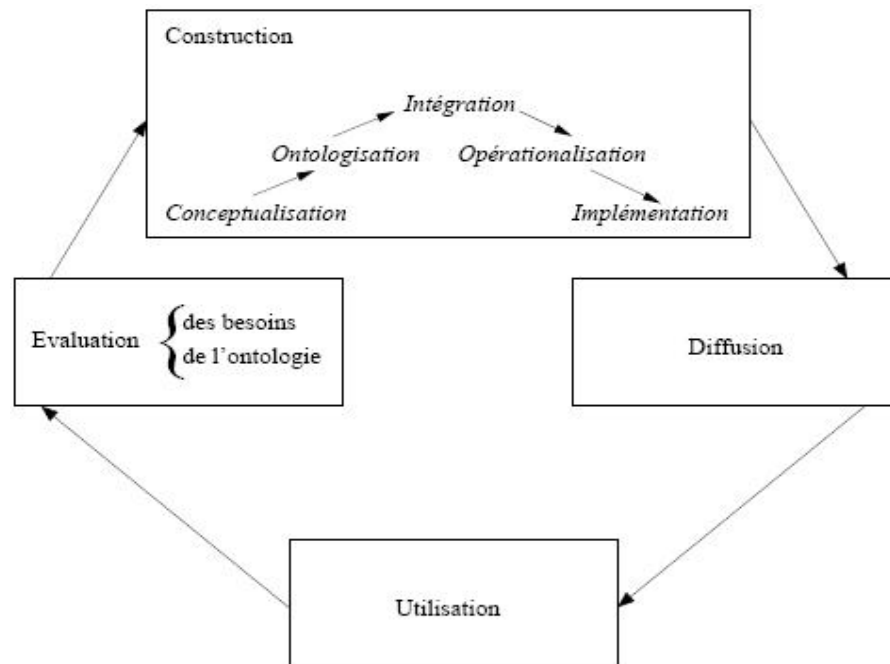 Construction
Intégration
Ontologisation Opérationalisation
Conceptualisation Implémentation
Evaluation { des besoins
de l'ontologie
Diffusion
Utilisation